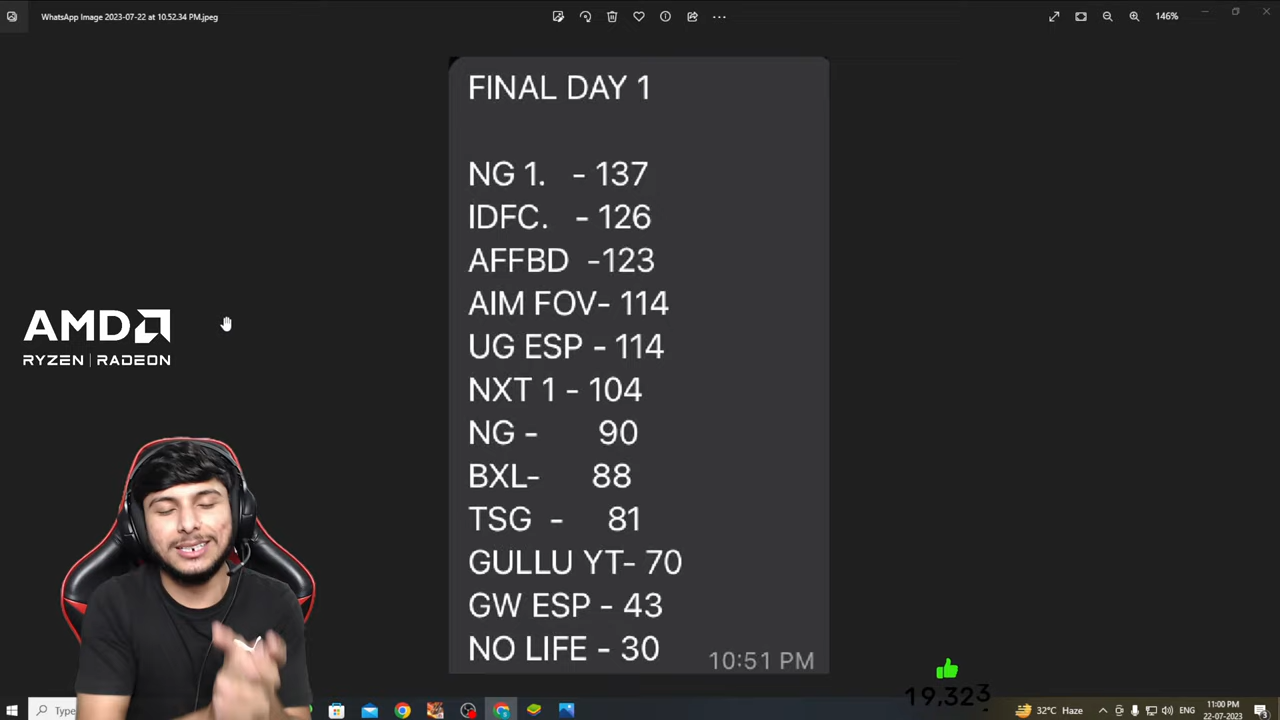 WhatsApp Image 2023-07-22 at 10.52.34 PM.jpeg
146%
FINAL DAY 1
NG 1. - 137
IDFC. - 126
AFFBD -123
AIM FOV- 114
UG ESP - 114
NXT 1 - 104
NG - 90
BXL- 88
TSG - 81
GULLU YT- 70
GW ESP - 43
NO LIFE - 30
10:51 PM
AMD
RYZEN | RADEON
19,323
Type
32°C Haze
ENG
11:00 PM
22-07-2023